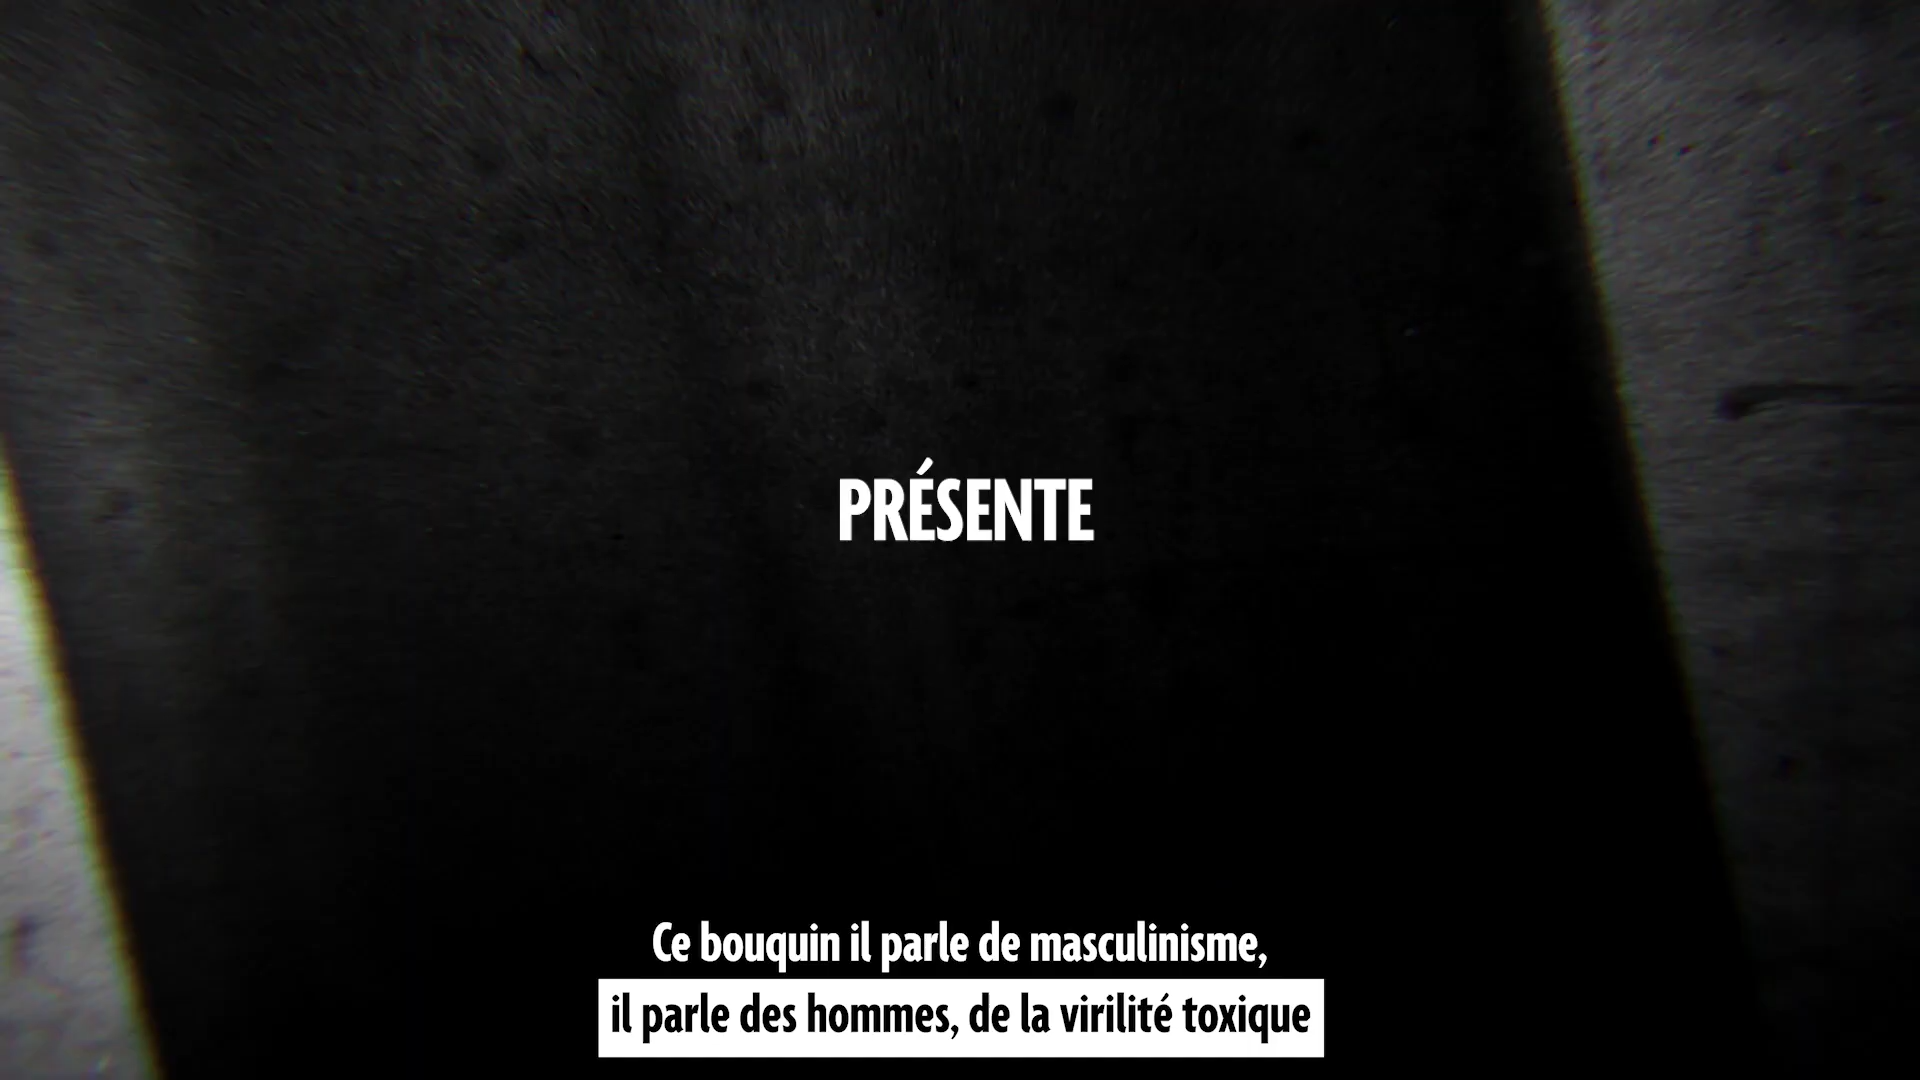 PRÉSENTE
Ce bouquin il parle de masculinisme,
il parle des hommes, de la virilité toxique